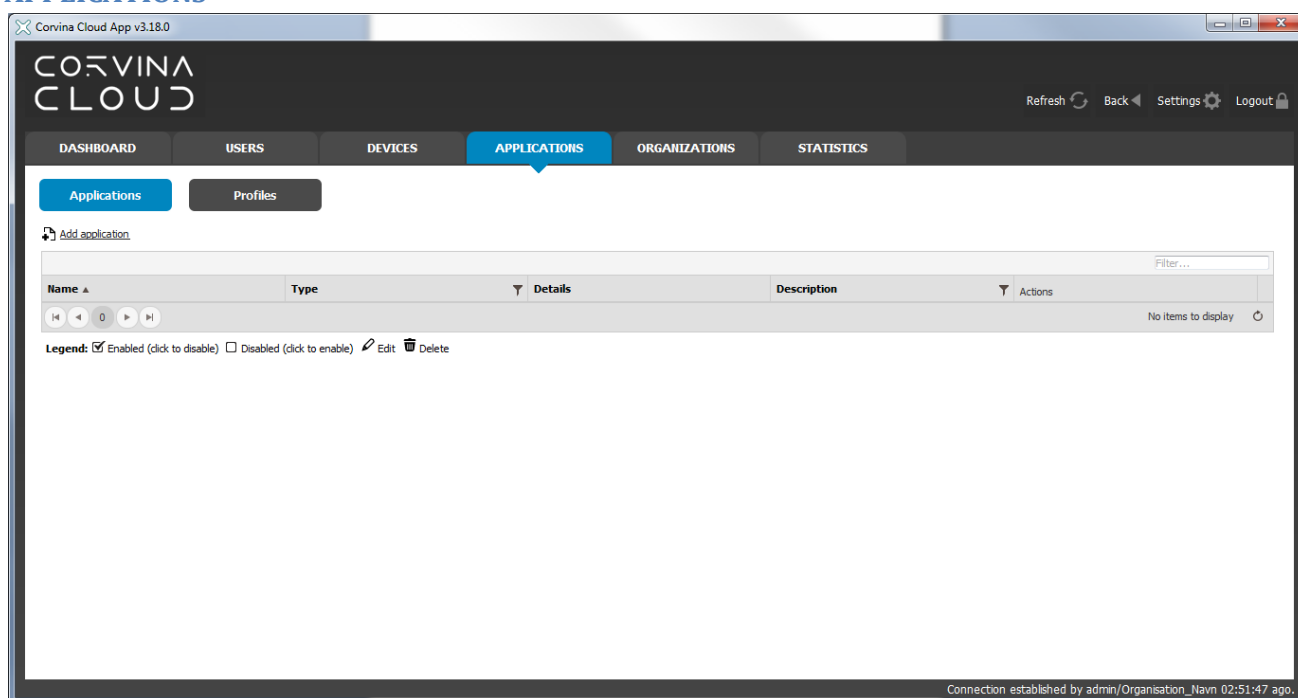 APPLICATIONS
Corvina Cloud App v3.18.0
CORVINA
CLOUD
Refresh Back Settings Logout
DASHBOARD USERS DEVICES APPLICATIONS ORGANIZATIONS STATISTICS
Applications Profiles
Add application
Filter...
Name Type Details Description Actions
0 No items to display
Legend: Enabled (click to disable) Disabled (click to enable) Edit Delete
Connection established by admin/Organisation_Navn 02:51:47 ago.